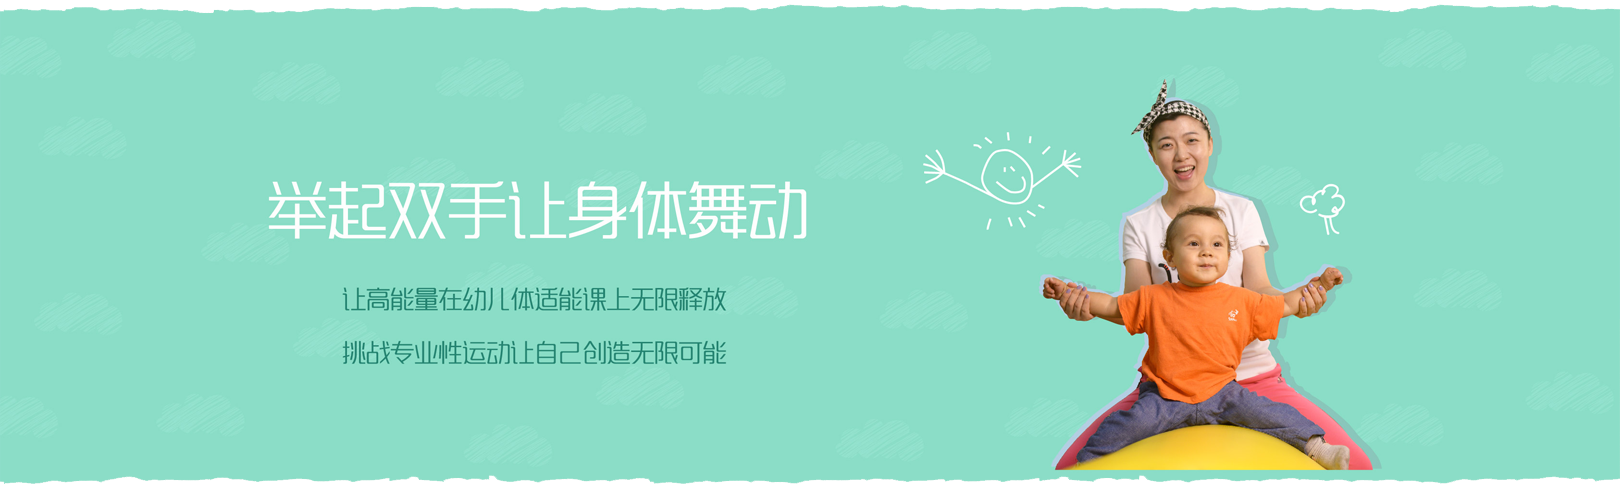 举起双手让身体舞动
让高能量在幼儿体适能课上无限释放
挑战专业性运动让自己创造无限可能